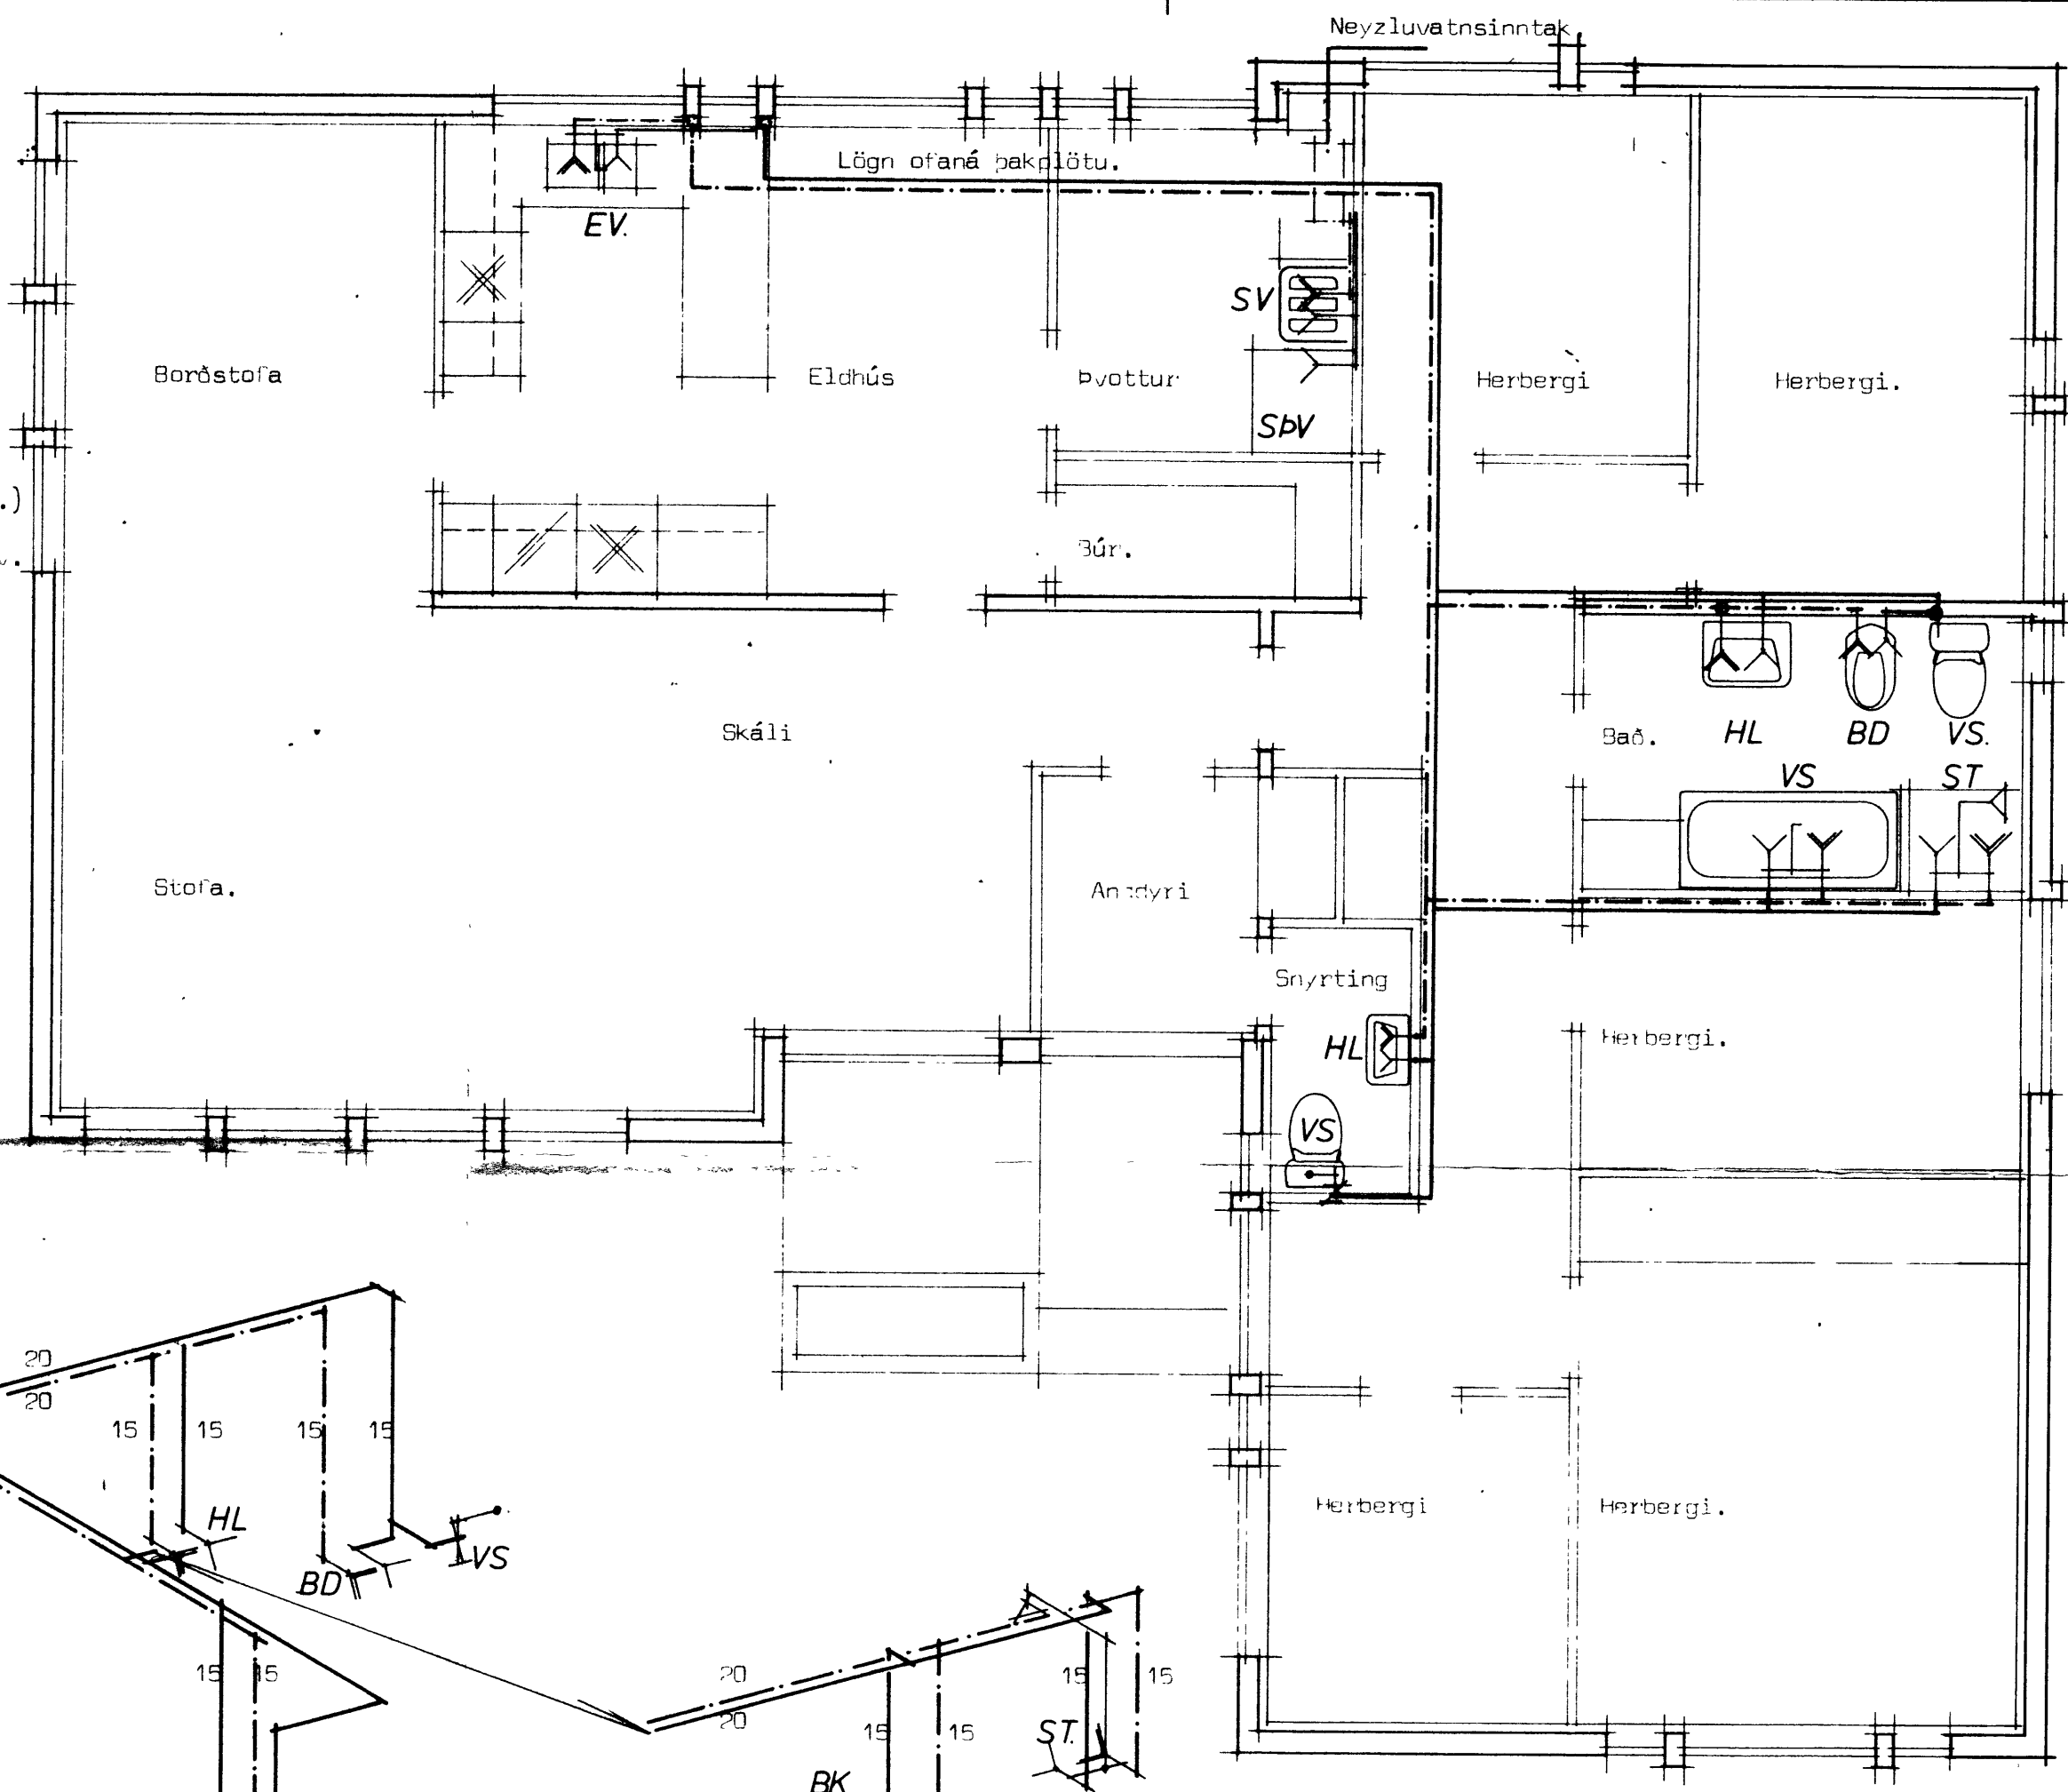 Neyzluvatnsinntak
Lögn ofaná þakplötu.
EV.
SV
Borðstofa
Eldhús
Þvottur
Herbergi
Herbergi.
SÞV
.)
Búr.
Skáli
Bað.
HL
BD
VS.
VS
ST
Stofa.
Anddyri
Snyrting
HL
Herbergi.
VS
20
20
15
15
15
15
HL
VS
BD
Herbergi
Herbergi.
15
15
20
20
15
15
15
15
ST.
BK